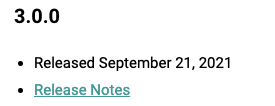 3.0.0
Released September 21, 2021
Release Notes